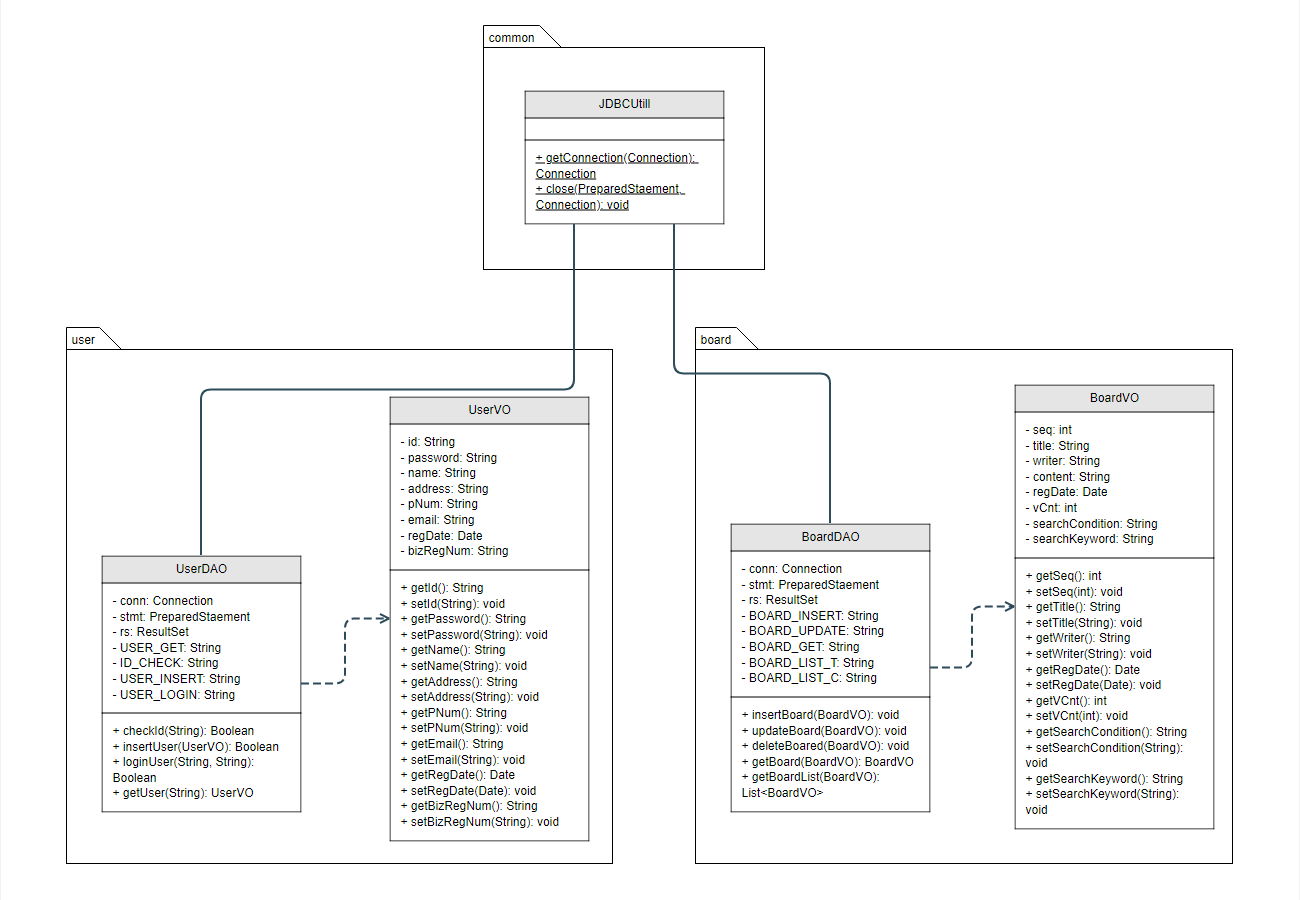 common
JDBCUtill
+ getConnection(Connection):
Connection
+ close(PreparedStaement,
Connection): void
user
UserDAO
- conn: Connection
- stmt: PreparedStaement
- rs: ResultSet
- USER_GET: String
- ID_CHECK: String
- USER_INSERT: String
- USER_LOGIN: String
+ checkId(String): Boolean
+ insertUser(UserVO): Boolean
+ loginUser(String, String):
Boolean
+ getUser(String): UserVO
UserVO
- id: String
- password: String
- name: String
- address: String
- pNum: String
- email: String
- regDate: Date
- bizRegNum: String
+ getId(): String
+ setId(String): void
+ getPassword(): String
+ setPassword(String): void
+ getName(): String
+ setName(String): void
+ getAddress(): String
+ setAddress(String): void
+ getPNum(): String
+ setPNum(String): void
+ getEmail(): String
+ setEmail(String): void
+ getRegDate(): Date
+ setRegDate(Date): void
+ getBizRegNum(): String
+ setBizRegNum(String): void
board
BoardDAO
- conn: Connection
- stmt: PreparedStaement
- rs: ResultSet
- BOARD_INSERT: String
- BOARD_UPDATE: String
- BOARD_GET: String
- BOARD_LIST_T: String
- BOARD_LIST_C: String
+ insertBoard(BoardVO): void
+ updateBoard(BoardVO): void
+ deleteBoared(BoardVO): void
+ getBoard(BoardVO): BoardVO
+ getBoardList(BoardVO):
List<BoardVO>
BoardVO
- seq: int
- title: String
- writer: String
- content: String
- regDate: Date
- vCnt: int
- searchCondition: String
- searchKeyword: String
+ getSeq(): int
+ setSeq(int): void
+ getTitle(): String
+ setTitle(String): void
+ getWriter(): String
+ setWriter(String): void
+ getRegDate(): Date
+ setRegDate(Date): void
+ getVCnt(): int
+ setVCnt(int): void
+ getSearchCondition(): String
+ setSearchCondition(String):
void
+ getSearchKeyword(): String
+ setSearchKeyword(String):
void